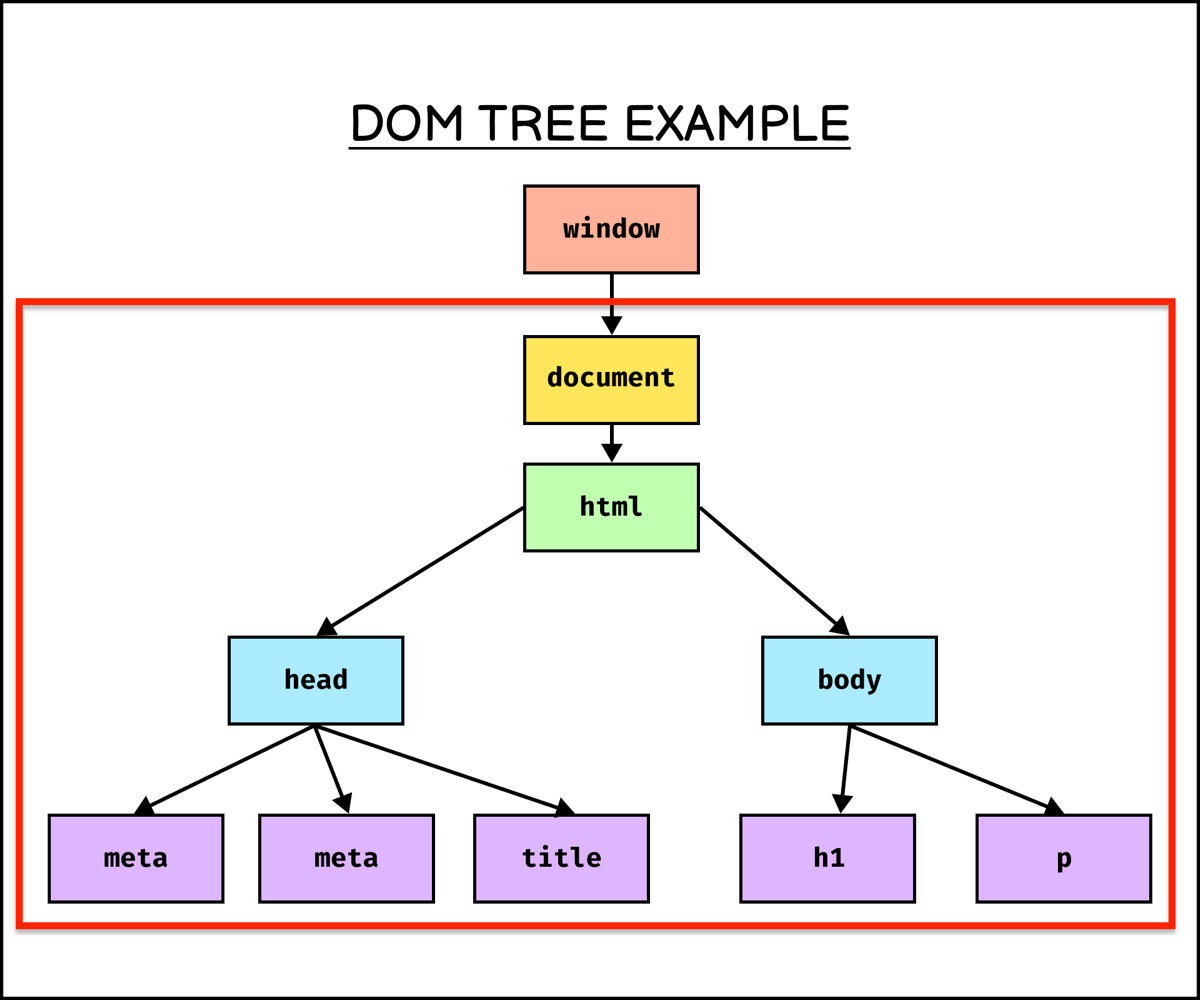 DOM TREE EXAMPLE
window
document
html
head
body
meta
meta
title
h1
p